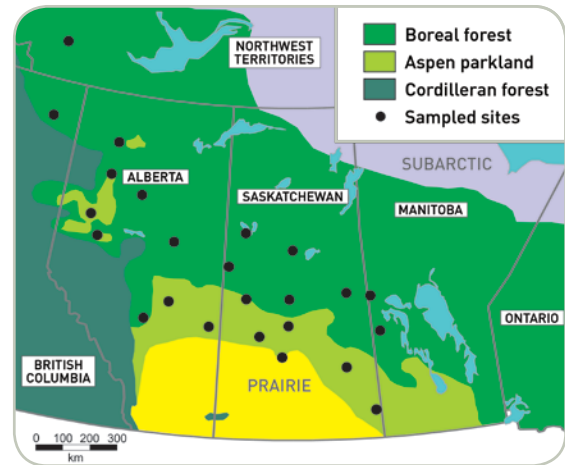 NORTHWEST
TERRITORIES
Boreal forest
Aspen parkland
Cordilleran forest
Sampled sites
SUBARCTIC
ALBERTA
SASKATCHEWAN
MANITOBA
ONTARIO
BRITISH
COLUMBIA
PRAIRIE
0 100 200 300
km